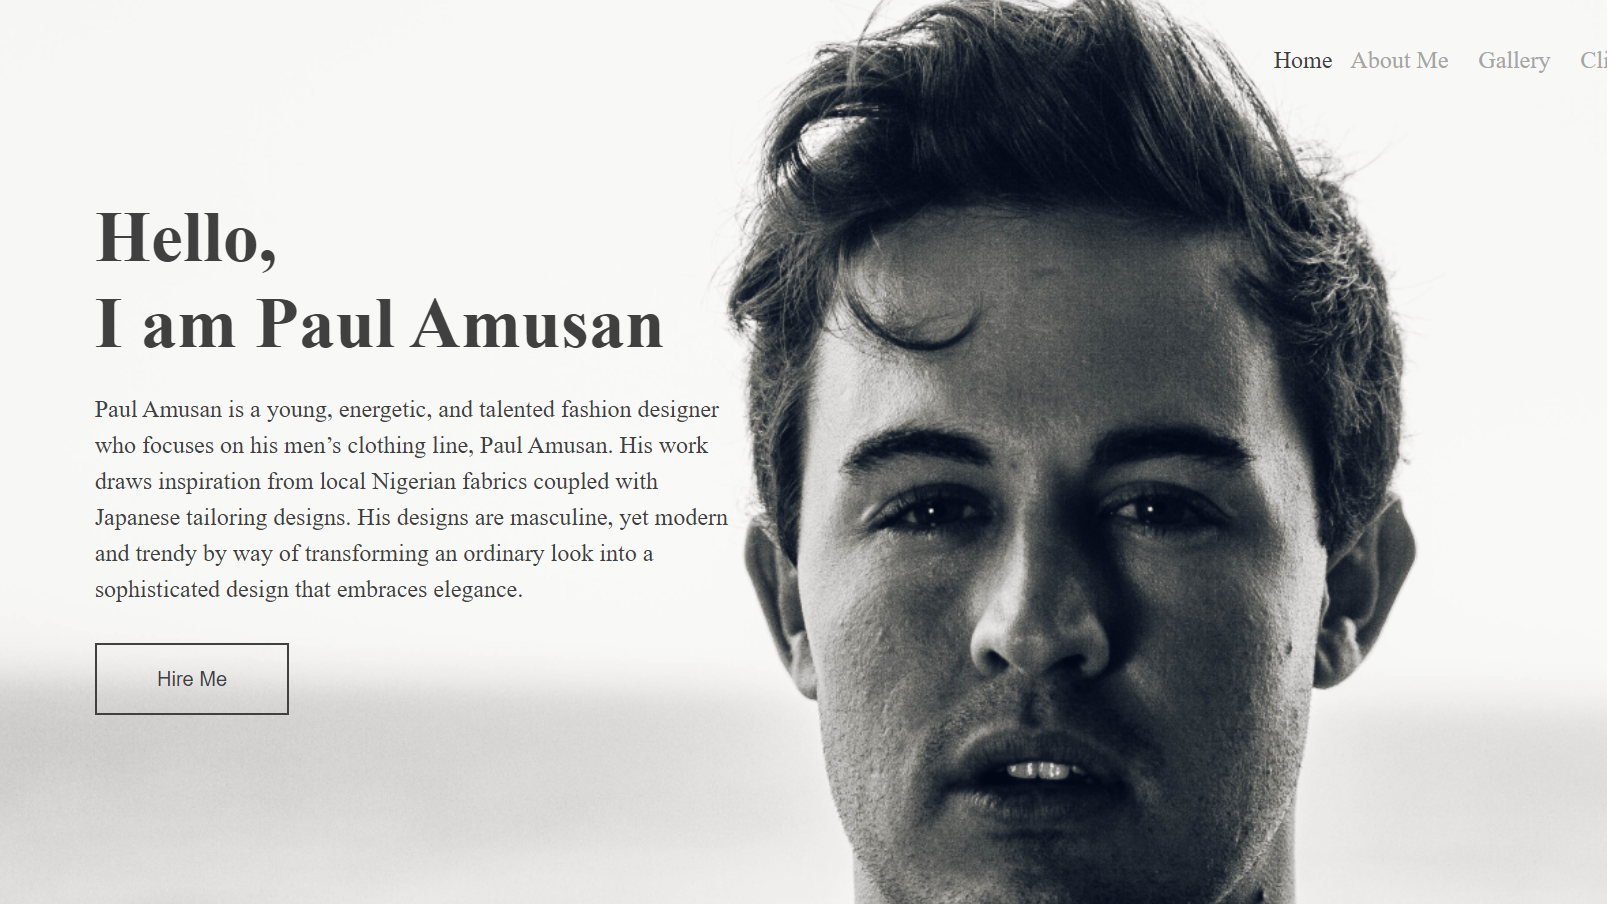 Home About Me Gallery Cli
Hello,
I am Paul Amusan
Paul Amusan is a young, energetic, and talented fashion designer
who focuses on his men’s clothing line, Paul Amusan. His work
draws inspiration from local Nigerian fabrics coupled with
Japanese tailoring designs. His designs are masculine, yet modern
and trendy by way of transforming an ordinary look into a
sophisticated design that embraces elegance.
Hire Me